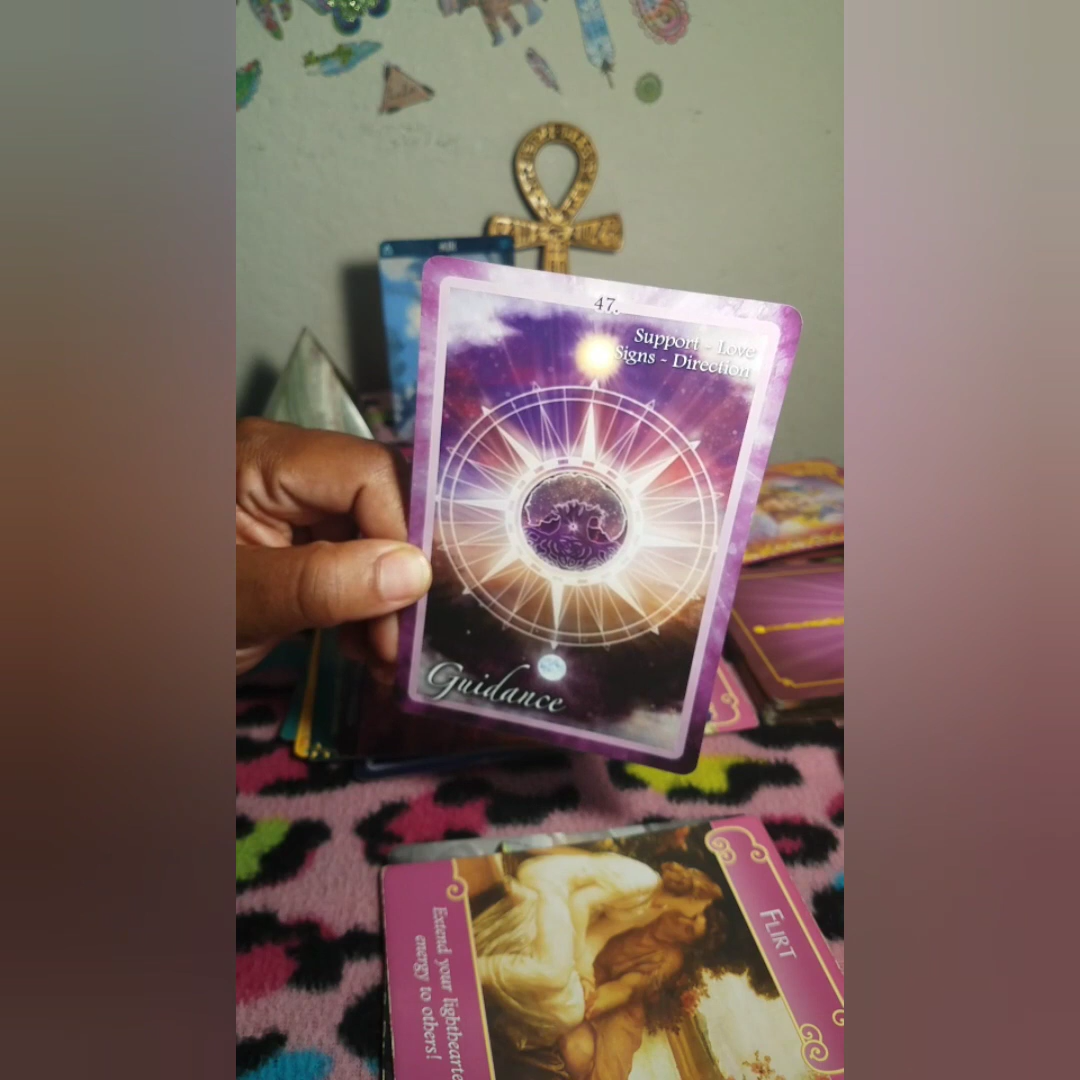 47.
Support - Love
Signs - Direction
Guidance
FLIRT
Extend your lighthearte
energy to others!